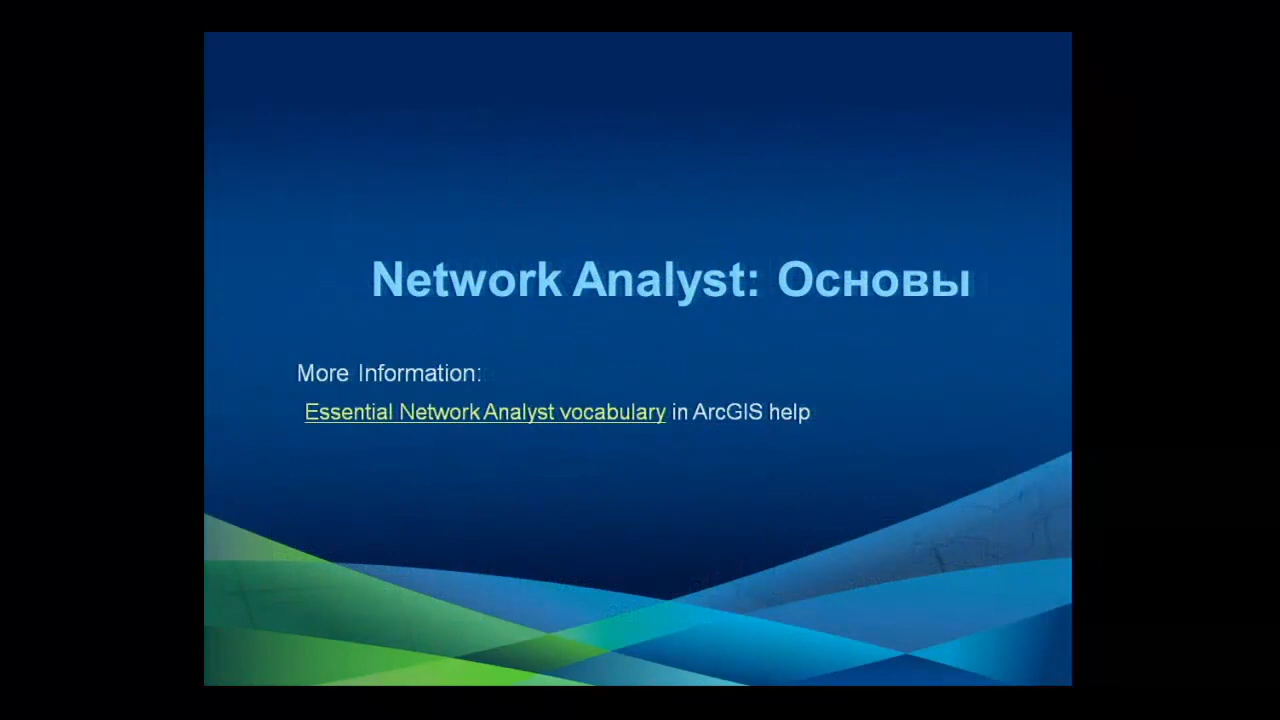 Network Analyst: Основы
More Information:
Essential Network Analyst vocabulary in ArcGIS help